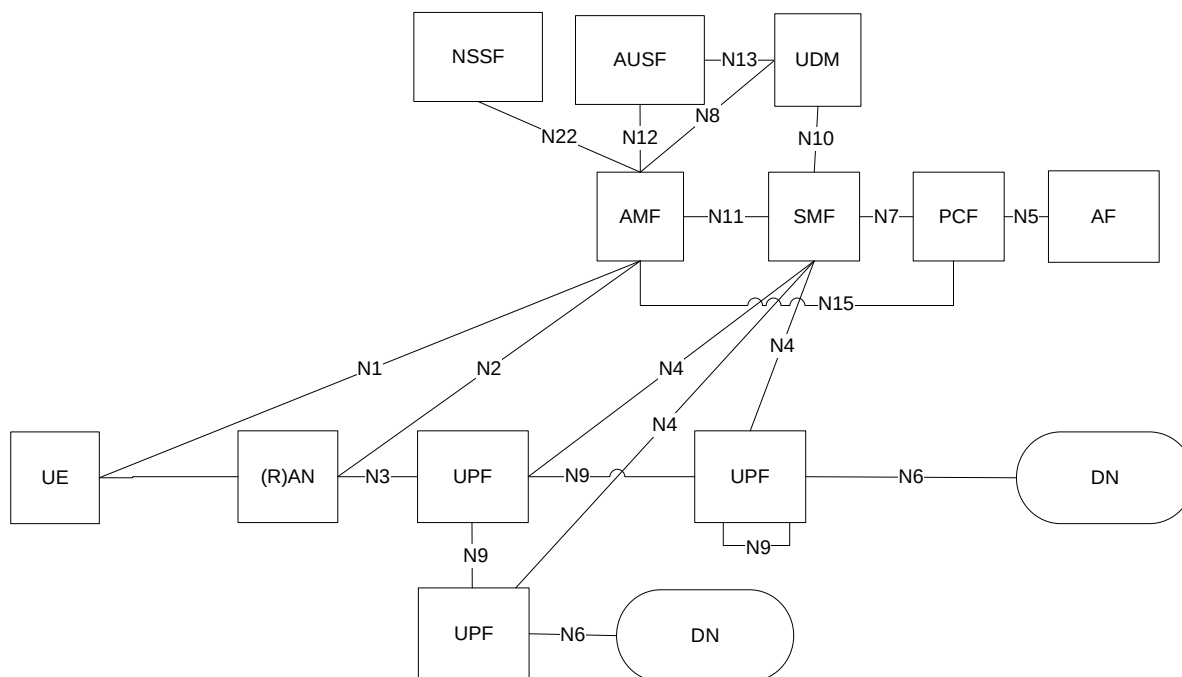 NSSF
AUSF
N13
UDM
N22
N12
N8
N10
AMF
N11
SMF
N7
PCF
N5
AF
N15
N1
N2
N4
N4
N4
UE
(R)AN
N3
UPF
N9
UPF
N6
DN
N9
N9
UPF
N6
DN